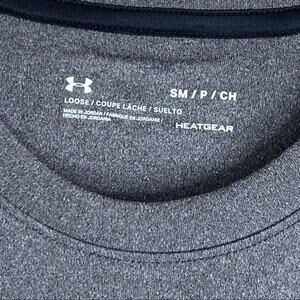 SM / P / CH
LOOSE / COUPE LÂCHE / SUELTO
MADE IN JORDAN / FABRIQUÉ EN JORDANIE /
HECHO EN JORDANIA
HEATGEAR